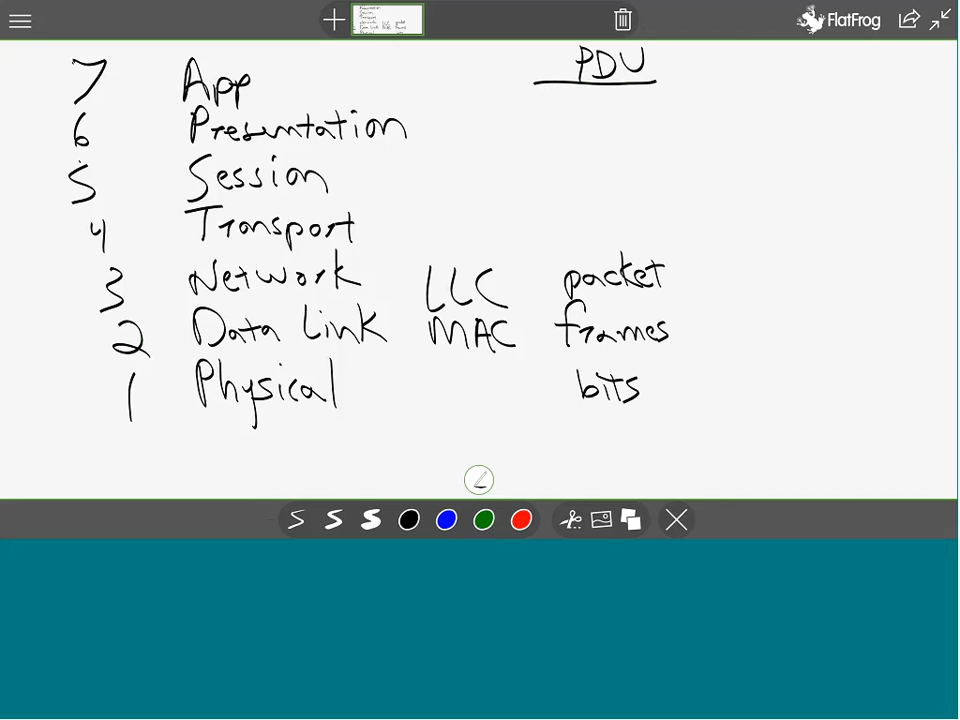 FlatFrog
PDU
7 App
6 Presentation
5 Session
4 Transport
3 Network LLC packet
2 Data Link MAC frames
1 Physical bits